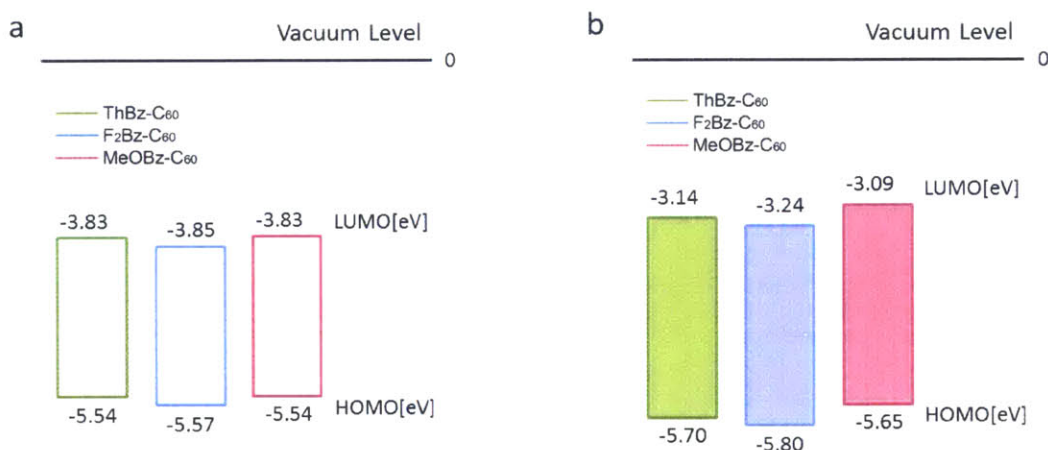 a
Vacuum Level
0
ThBz-C60
F2Bz-C60
MeOBz-C60
-3.83
-3.85
-3.83
LUMO[eV]
-5.54
-5.57
-5.54
HOMO[eV]
b
Vacuum Level
0
ThBz-C60
F2Bz-C60
MeOBz-C60
-3.14
-3.24
-3.09
LUMO[eV]
-5.70
-5.80
-5.65
HOMO[eV]